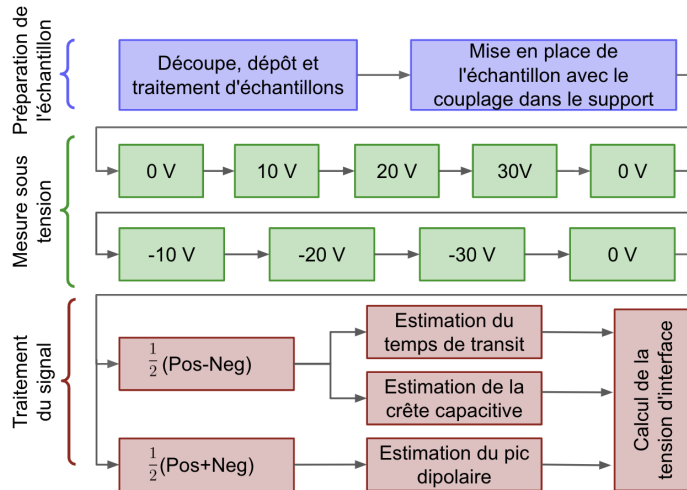 Préparation de
l'échantillon
Découpe, dépôt et
traitement d'échantillons
Mise en place de
l'échantillon avec le
couplage dans le support
Mesure sous
tension
0 V
10 V
20 V
30V
0 V
-10 V
-20 V
-30 V
0 V
Traitement
du signal
1/2 (Pos-Neg)
Estimation du
temps de transit
Estimation de la
crête capacitive
1/2 (Pos+Neg)
Estimation du pic
dipolaire
Calcul de la
tension d'interface